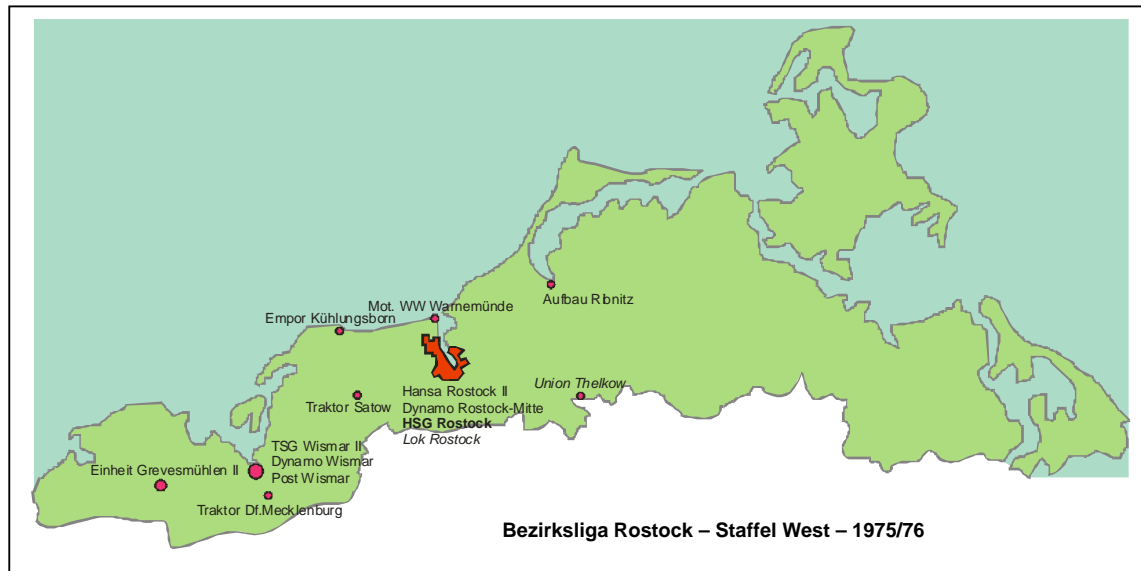 Aufbau Ribnitz
Mot. WW Warnemünde
Empor Kühlungsborn
Union Thelkow
Hansa Rostock II
Dynamo Rostock-Mitte
HSG Rostock
Lok Rostock
Traktor Satow
TSG Wismar II
Dynamo Wismar
Post Wismar
Einheit Grevesmühlen II
Traktor Df.Mecklenburg
Bezirksliga Rostock – Staffel West – 1975/76